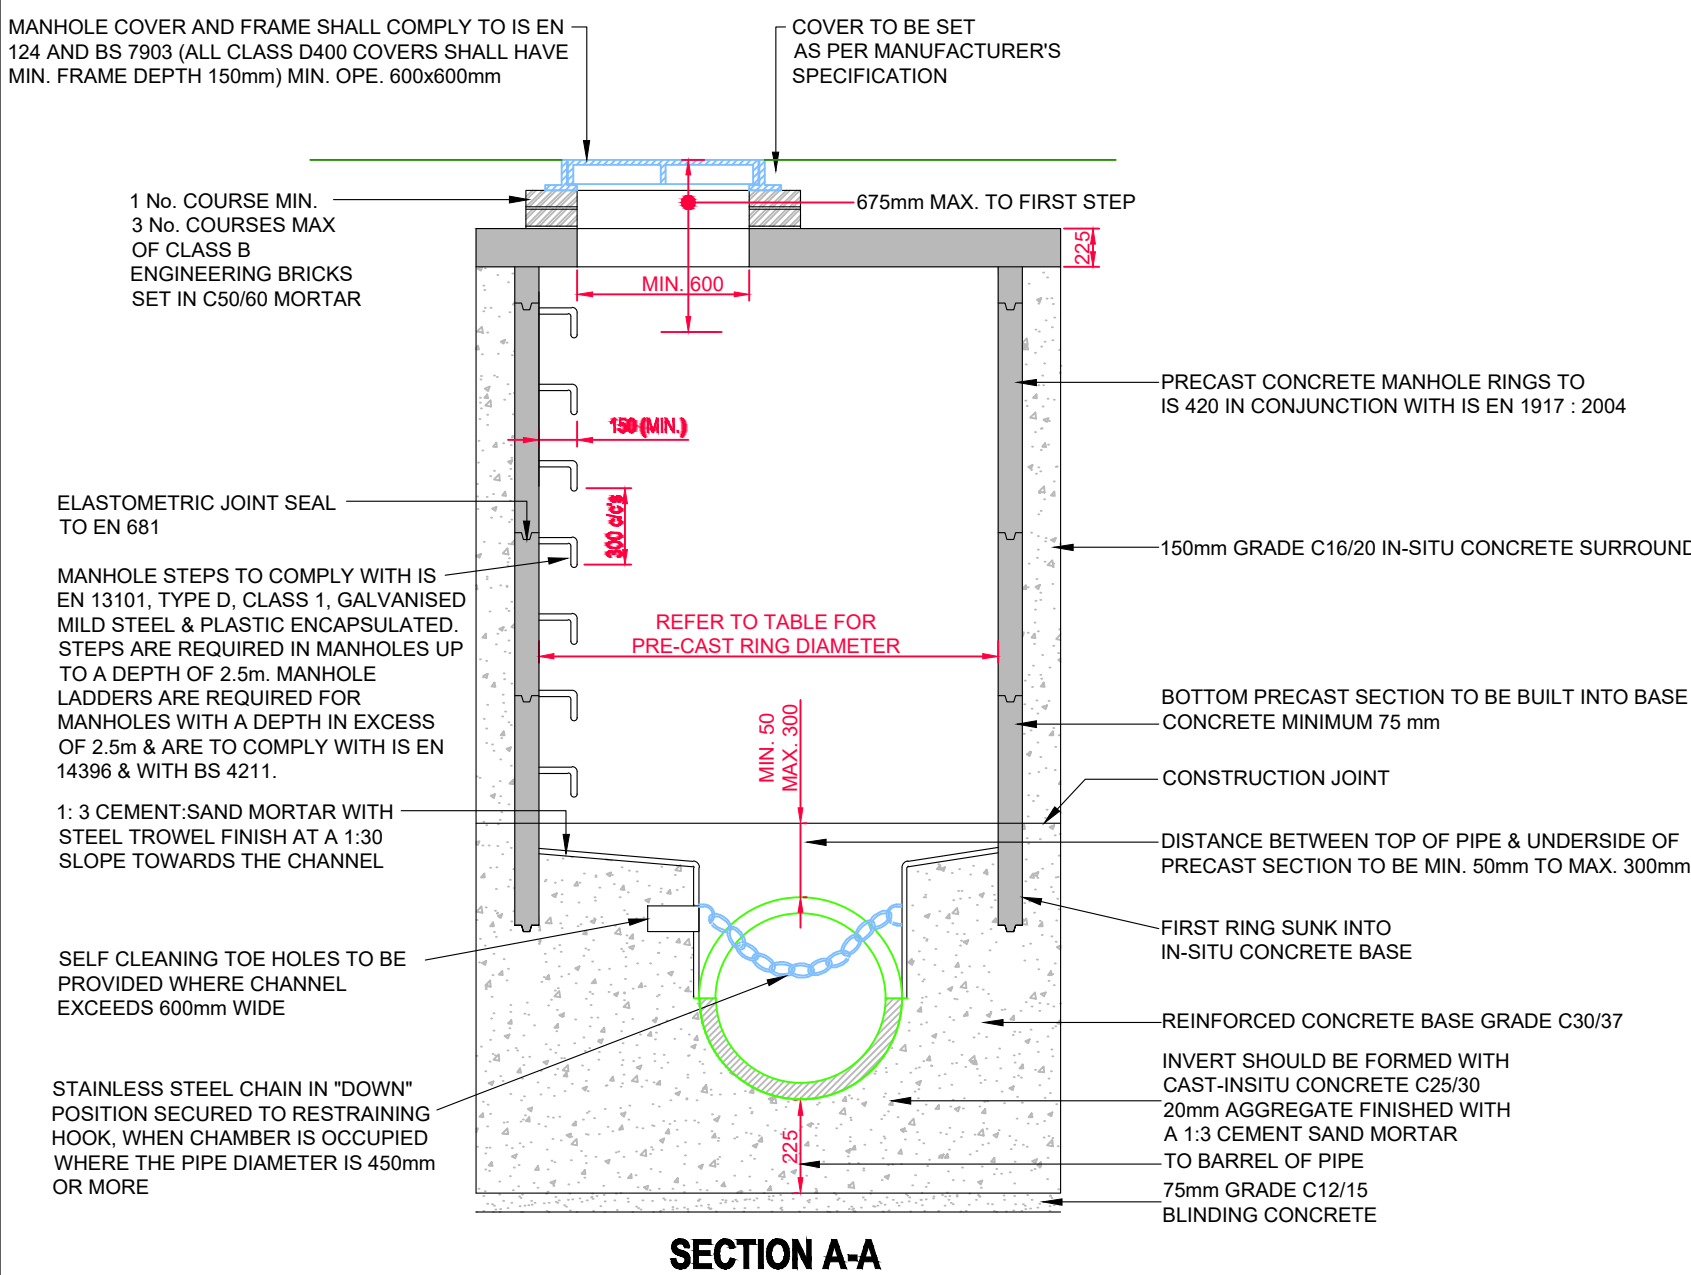 MANHOLE COVER AND FRAME SHALL COMPLY TO IS EN
124 AND BS 7903 (ALL CLASS D400 COVERS SHALL HAVE
MIN. FRAME DEPTH 150mm) MIN. OPE. 600x600mm
COVER TO BE SET
AS PER MANUFACTURER'S
SPECIFICATION
1 No. COURSE MIN.
3 No. COURSES MAX
OF CLASS B
ENGINEERING BRICKS
SET IN C50/60 MORTAR
675mm MAX. TO FIRST STEP
225
MIN. 600
PRECAST CONCRETE MANHOLE RINGS TO
IS 420 IN CONJUNCTION WITH IS EN 1917 : 2004
150 (MIN.)
ELASTOMETRIC JOINT SEAL
TO EN 681
300 c/c's
150mm GRADE C16/20 IN-SITU CONCRETE SURROUND
MANHOLE STEPS TO COMPLY WITH IS
EN 13101, TYPE D, CLASS 1, GALVANISED
MILD STEEL & PLASTIC ENCAPSULATED.
STEPS ARE REQUIRED IN MANHOLES UP
TO A DEPTH OF 2.5m. MANHOLE
LADDERS ARE REQUIRED FOR
MANHOLES WITH A DEPTH IN EXCESS
OF 2.5m & ARE TO COMPLY WITH IS EN
14396 & WITH BS 4211.
REFER TO TABLE FOR
PRE-CAST RING DIAMETER
BOTTOM PRECAST SECTION TO BE BUILT INTO BASE
CONCRETE MINIMUM 75 mm
MIN. 50
MAX. 300
CONSTRUCTION JOINT
1: 3 CEMENT:SAND MORTAR WITH
STEEL TROWEL FINISH AT A 1:30
SLOPE TOWARDS THE CHANNEL
DISTANCE BETWEEN TOP OF PIPE & UNDERSIDE OF
PRECAST SECTION TO BE MIN. 50mm TO MAX. 300mm
FIRST RING SUNK INTO
IN-SITU CONCRETE BASE
SELF CLEANING TOE HOLES TO BE
PROVIDED WHERE CHANNEL
EXCEEDS 600mm WIDE
REINFORCED CONCRETE BASE GRADE C30/37
INVERT SHOULD BE FORMED WITH
CAST-INSITU CONCRETE C25/30
20mm AGGREGATE FINISHED WITH
A 1:3 CEMENT SAND MORTAR
STAINLESS STEEL CHAIN IN "DOWN"
POSITION SECURED TO RESTRAINING
HOOK, WHEN CHAMBER IS OCCUPIED
WHERE THE PIPE DIAMETER IS 450mm
OR MORE
225
TO BARREL OF PIPE
75mm GRADE C12/15
BLINDING CONCRETE
SECTION A-A